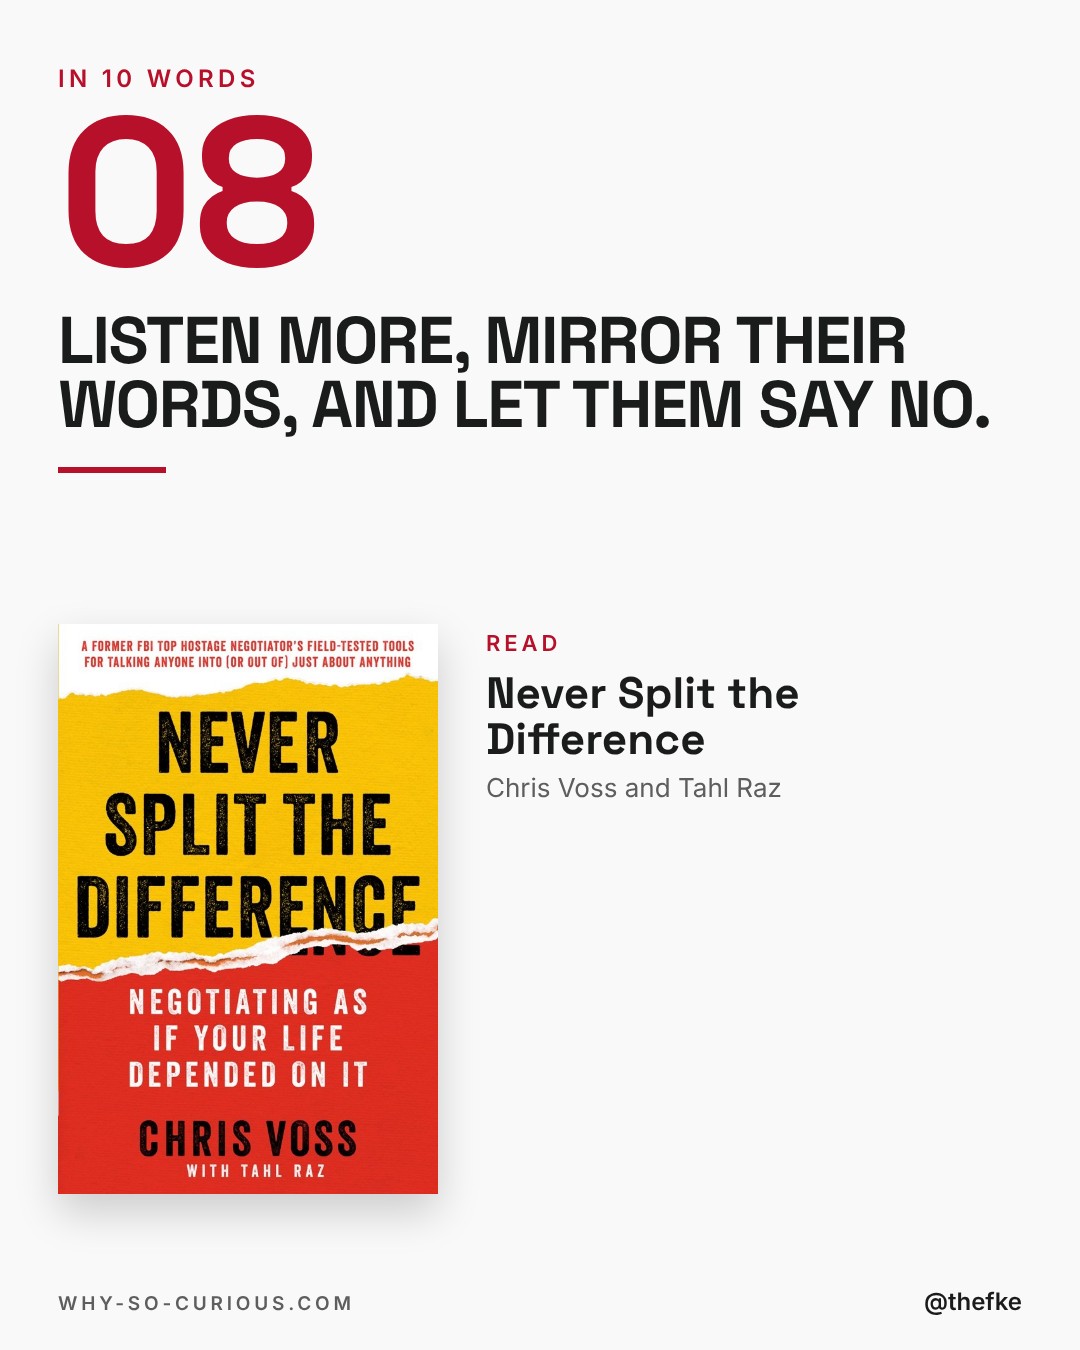 IN 10 WORDS
08
LISTEN MORE, MIRROR THEIR
WORDS, AND LET THEM SAY NO.
A FORMER FBI TOP HOSTAGE NEGOTIATOR'S FIELD-TESTED TOOLS
FOR TALKING ANYONE INTO (OR OUT OF) JUST ABOUT ANYTHING
NEVER
SPLIT THE
DIFFERENCE
NEGOTIATING AS
IF YOUR LIFE
DEPENDED ON IT
CHRIS VOSS
WITH TAHL RAZ
READ
Never Split the
Difference
Chris Voss and Tahl Raz
WHY-SO-CURIOUS.COM
@thefke